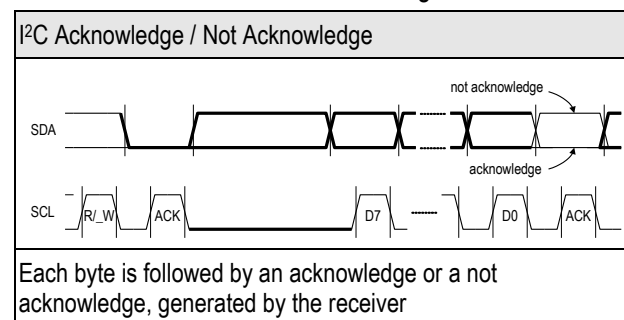 I²C Acknowledge / Not Acknowledge
not acknowledge
SDA
acknowledge
SCL R/_W ACK D7 D0 ACK
Each byte is followed by an acknowledge or a not
acknowledge, generated by the receiver